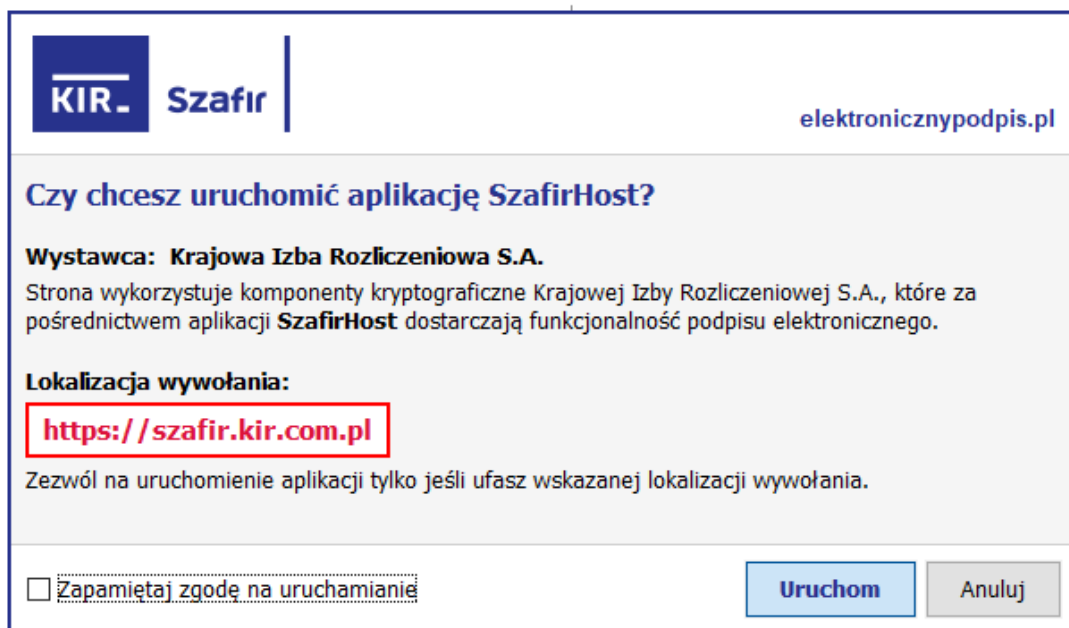 KIR Szafir
elektronicznypodpis.pl
Czy chcesz uruchomić aplikację SzafirHost?
Wystawca: Krajowa Izba Rozliczeniowa S.A.
Strona wykorzystuje komponenty kryptograficzne Krajowej Izby Rozliczeniowej S.A., które za
pośrednictwem aplikacji SzafirHost dostarczają funkcjonalność podpisu elektronicznego.
Lokalizacja wywołania:
https://szafir.kir.com.pl
Zezwól na uruchomienie aplikacji tylko jeśli ufasz wskazanej lokalizacji wywołania.
Zapamiętaj zgodę na uruchamianie
Uruchom
Anuluj